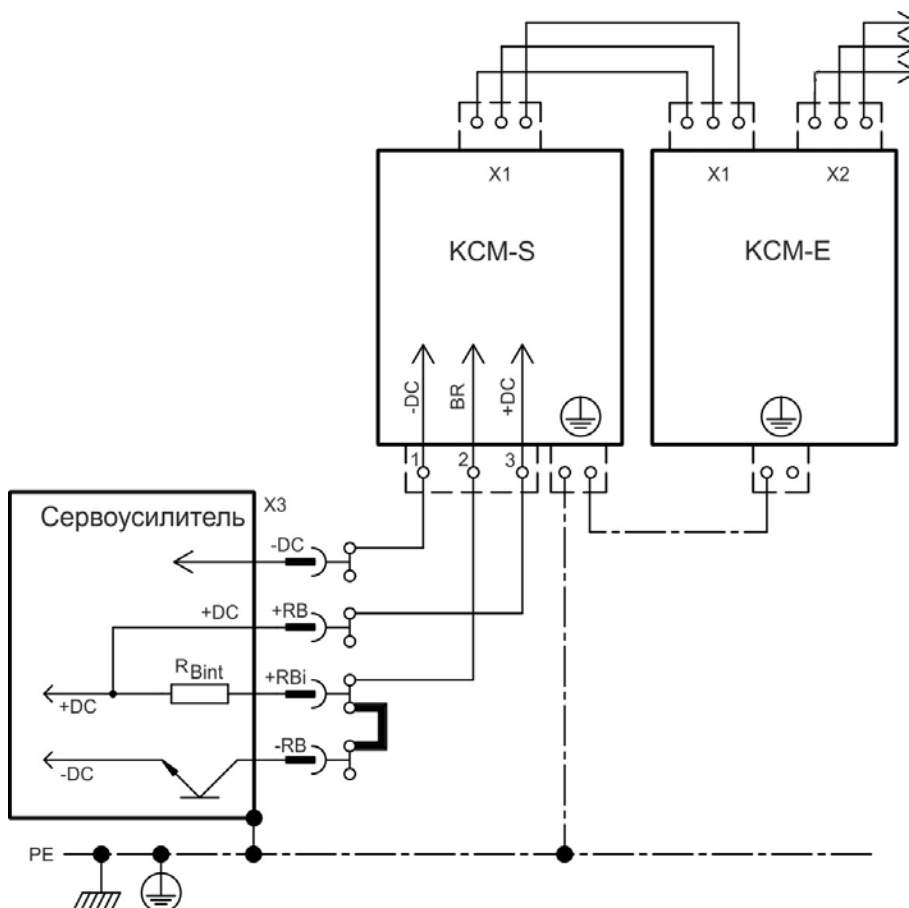 X1
X1 X2
KCM-S
KCM-E
-DC
BR
+DC
1 2 3
X3
Сервоусилитель
-DC
+DC
+RB
RBint
+RBi
+DC
-RB
-DC
PE